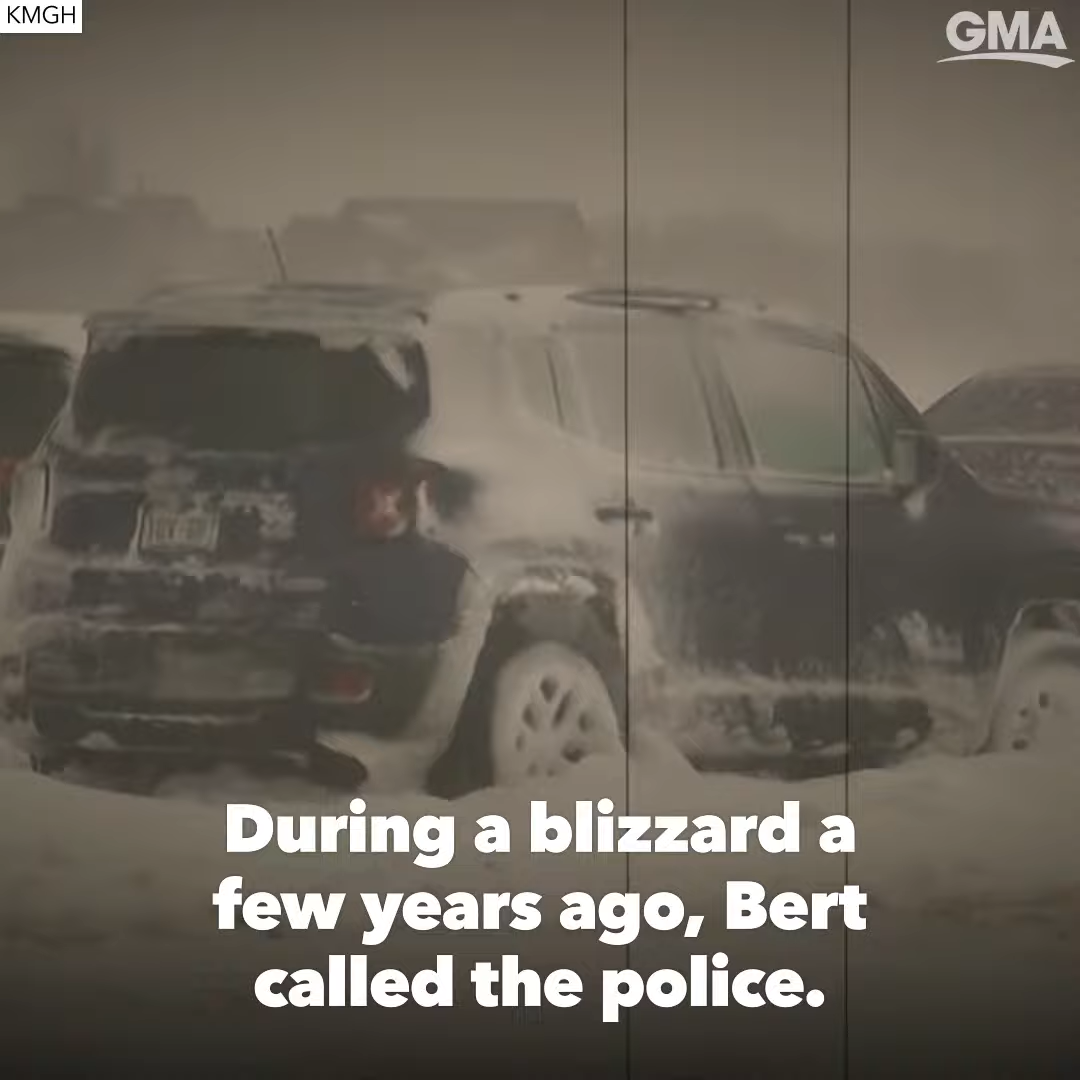 KMGH
GMA
During a blizzard a
few years ago, Bert
called the police.